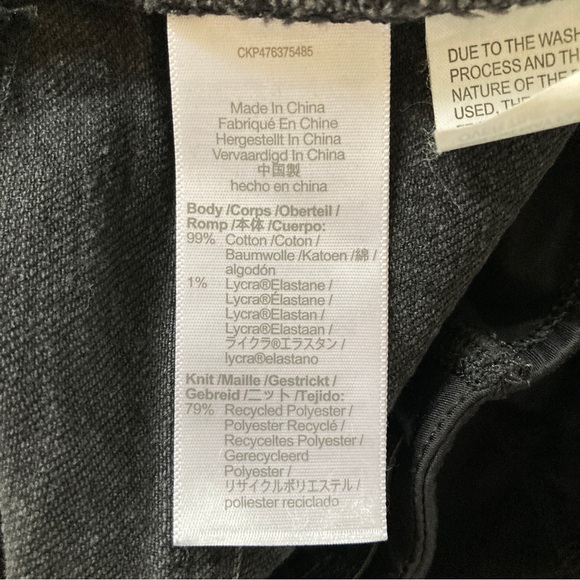 CKP476375485
Made In China
Fabriqué En Chine
Hergestellt In China
Vervaardigd In China
中国製
hecho en china
Body /Corps /Oberteil /
Romp /本体 /Cuerpo:
99% Cotton /Coton /
Baumwolle /Katoen /綿 /
algodón
1% Lycra®Elastane /
Lycra®Élastane /
Lycra®Elastan /
Lycra®Elastaan /
ライクラ®エラスタン /
lycra®elastano
Knit /Maille /Gestrickt /
Gebreid /ニット /Tejido:
79% Recycled Polyester /
Polyester Recyclé /
Recyceltes Polyester /
Gerecycleerd
Polyester /
リサイクルポリエステル /
poliester reciclado
DUE TO THE WASH
PROCESS AND TH
NATURE OF THE
USED, THE